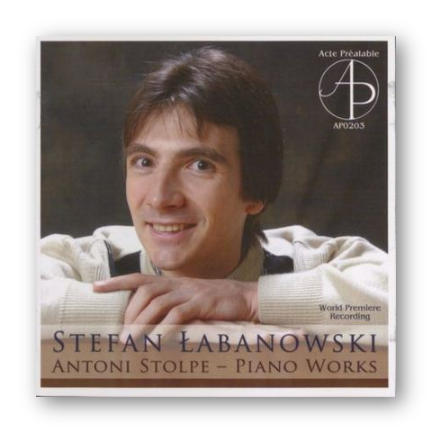 Acte Préalable
AP
AP0203
World Premiere
Recording
STEFAN ŁABANOWSKI
ANTONI STOLPE – PIANO WORKS